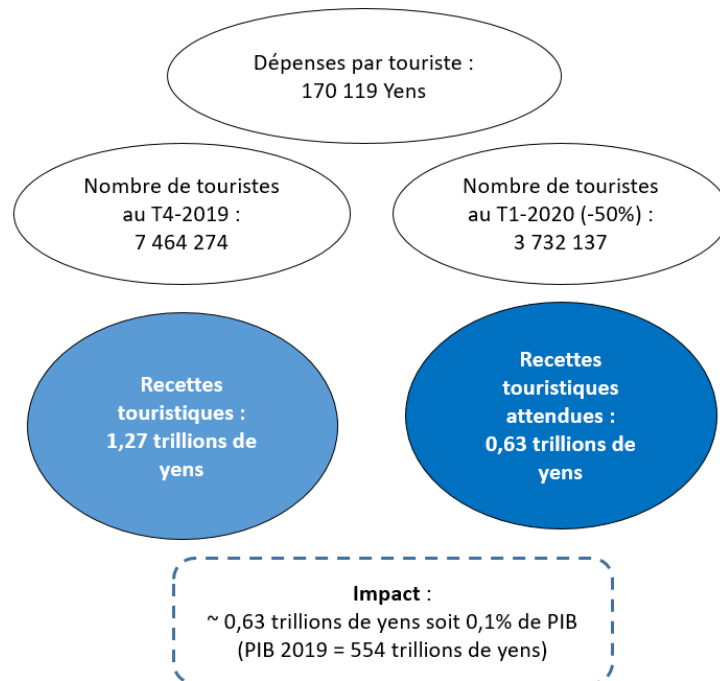 Dépenses par touriste :
170 119 Yens
Nombre de touristes
au T4-2019 :
7 464 274
Nombre de touristes
au T1-2020 (-50%) :
3 732 137
Recettes
touristiques :
1,27 trillions de
yens
Recettes
touristiques
attendues :
0,63 trillions de
yens
Impact :
~ 0,63 trillions de yens soit 0,1% de PIB
(PIB 2019 = 554 trillions de yens)